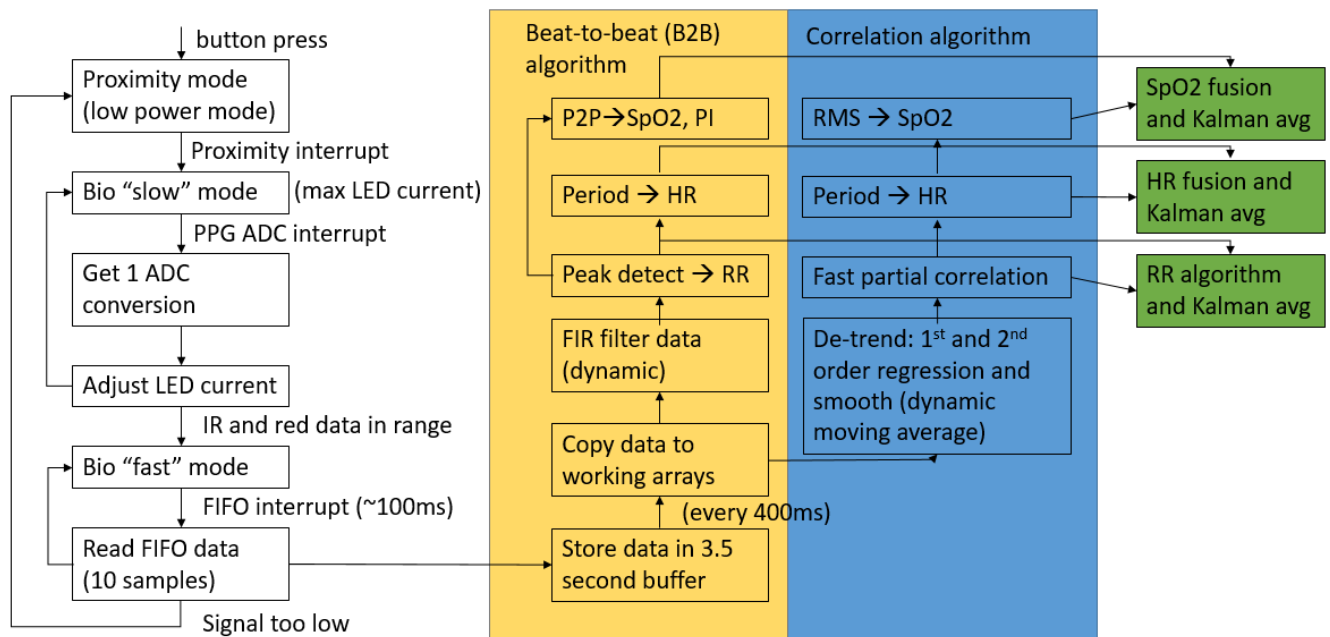 button press
Proximity mode
(low power mode)
Proximity interrupt
Bio “slow” mode
(max LED current)
PPG ADC interrupt
Get 1 ADC
conversion
Adjust LED current
IR and red data in range
Bio “fast” mode
FIFO interrupt (~100ms)
Read FIFO data
(10 samples)
Signal too low
Beat-to-beat (B2B)
algorithm
P2P→SpO2, PI
Period → HR
Peak detect → RR
FIR filter data
(dynamic)
Copy data to
working arrays
(every 400ms)
Store data in 3.5
second buffer
Correlation algorithm
RMS → SpO2
Period → HR
Fast partial correlation
De-trend: 1st and 2nd
order regression and
smooth (dynamic
moving average)
SpO2 fusion
and Kalman avg
HR fusion and
Kalman avg
RR algorithm
and Kalman avg